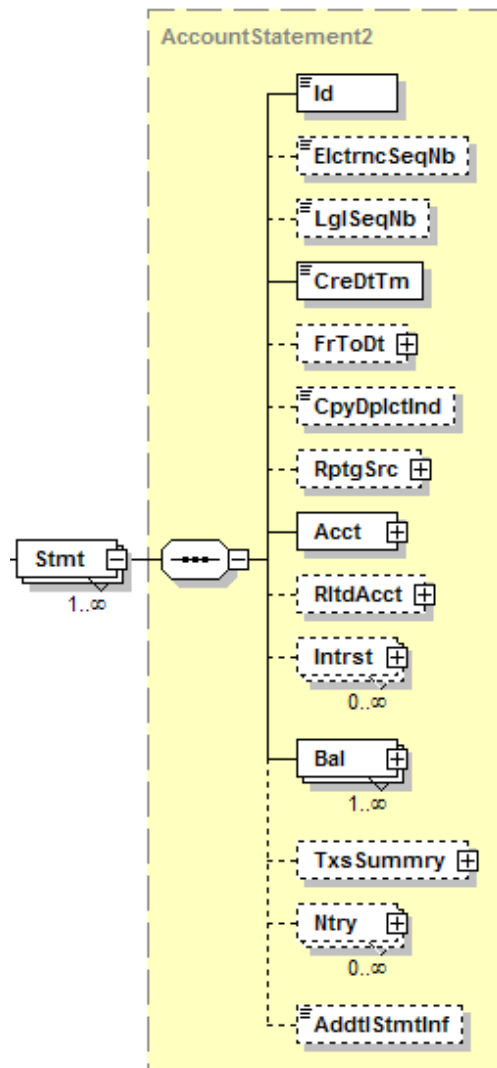 AccountStatement2
Id
ElctrncSeqNb
LglSeqNb
CreDtTm
FrToDt
CpyDplctInd
RptgSrc
Stmt
1..∞
Acct
RltdAcct
Intrst
0..∞
Bal
1..∞
TxsSummry
Ntry
0..∞
AddtlStmtInf